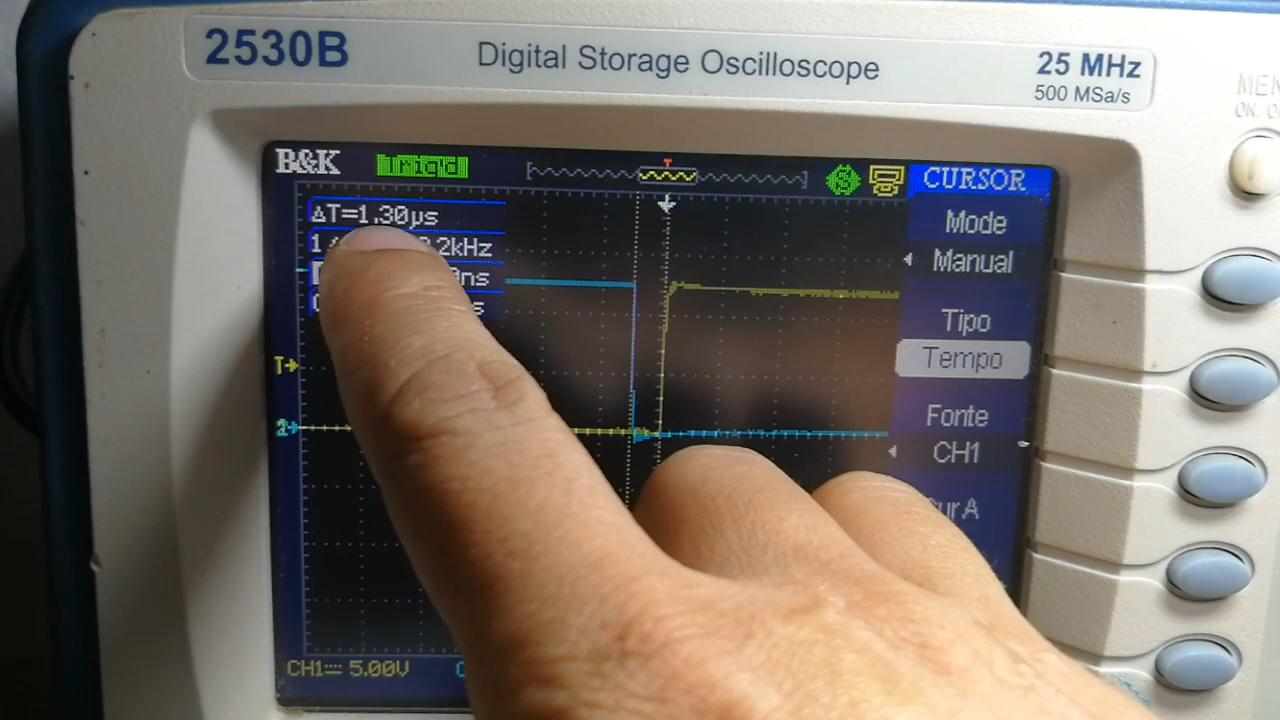 2530B
Digital Storage Oscilloscope
25 MHz
500 MSa/s
B&K
CURSOR
ΔT=1.30µs
Mode
Manual
Tipo
Tempo
Fonte
CH1
CH1 5.00V